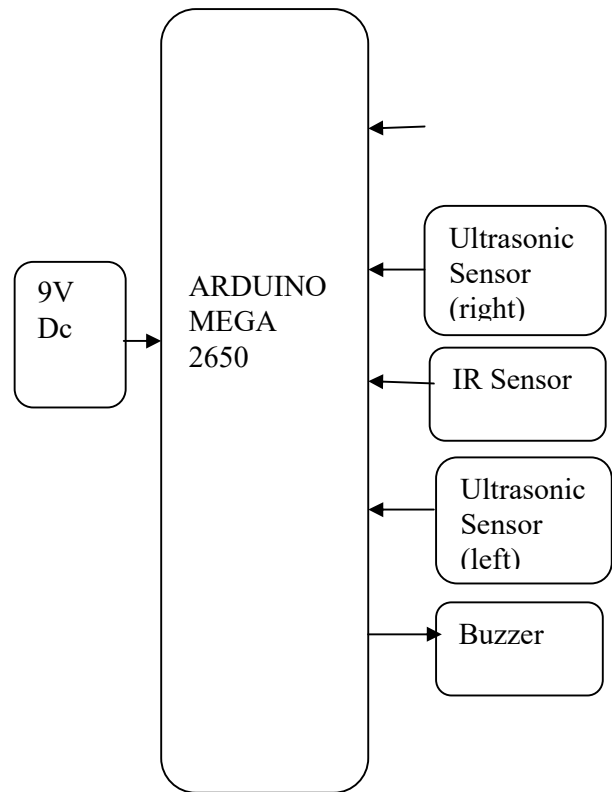 9V
Dc
ARDUINO
MEGA
2650
Ultrasonic
Sensor
(right)
IR Sensor
Ultrasonic
Sensor
(left)
Buzzer